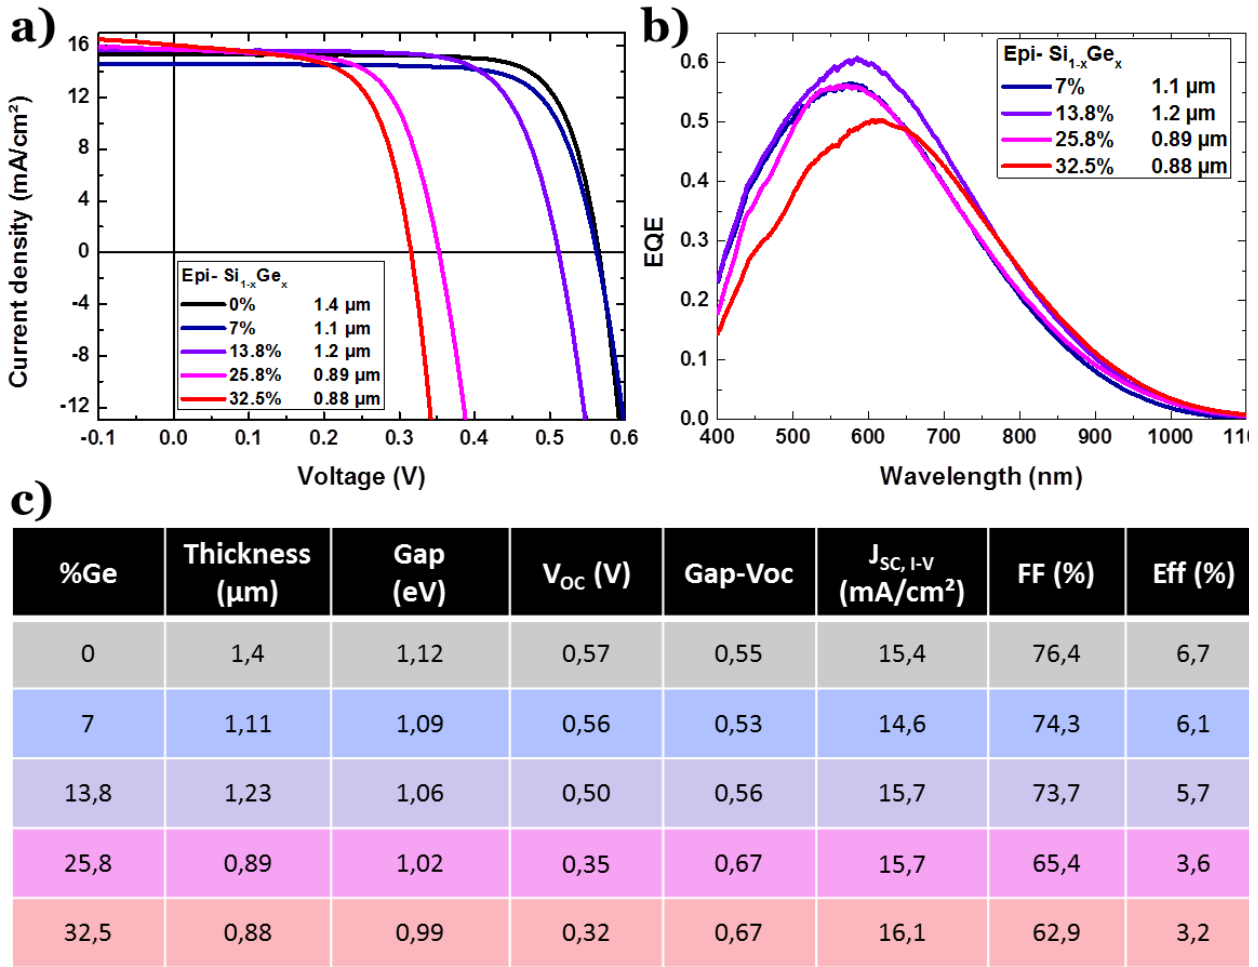 a)
16
12
8
4
0
-4
-8
-12
Current density (mA/cm²)
Epi- Si1-xGex
0% 1.4 µm
7% 1.1 µm
13.8% 1.2 µm
25.8% 0.89 µm
32.5% 0.88 µm
-0.1 0.0 0.1 0.2 0.3 0.4 0.5 0.6
Voltage (V)
b)
0.6
0.5
0.4
0.3
0.2
0.1
0.0
EQE
Epi- Si1-xGex
7% 1.1 µm
13.8% 1.2 µm
25.8% 0.89 µm
32.5% 0.88 µm
400 500 600 700 800 900 1000 110
Wavelength (nm)
c)
%Ge Thickness (µm) Gap (eV) VOC (V) Gap-Voc JSC, I-V (mA/cm²) FF (%) Eff (%)
0 1,4 1,12 0,57 0,55 15,4 76,4 6,7
7 1,11 1,09 0,56 0,53 14,6 74,3 6,1
13,8 1,23 1,06 0,50 0,56 15,7 73,7 5,7
25,8 0,89 1,02 0,35 0,67 15,7 65,4 3,6
32,5 0,88 0,99 0,32 0,67 16,1 62,9 3,2